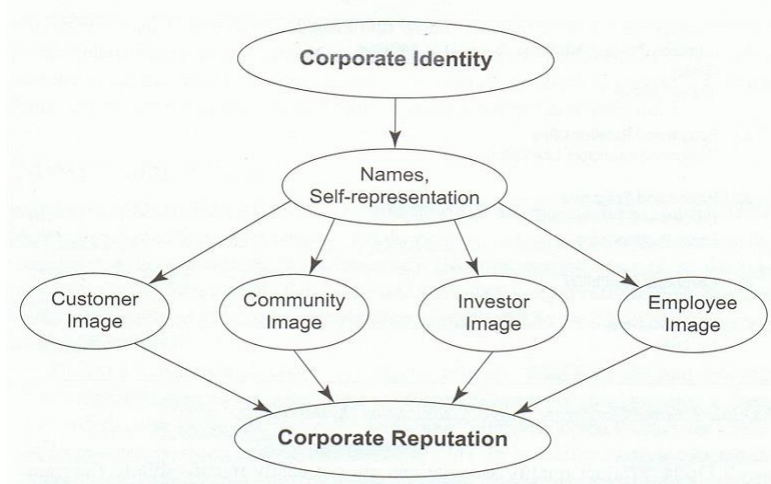 Corporate Identity
Names,
Self-representation
Customer
Image
Community
Image
Investor
Image
Employee
Image
Corporate Reputation